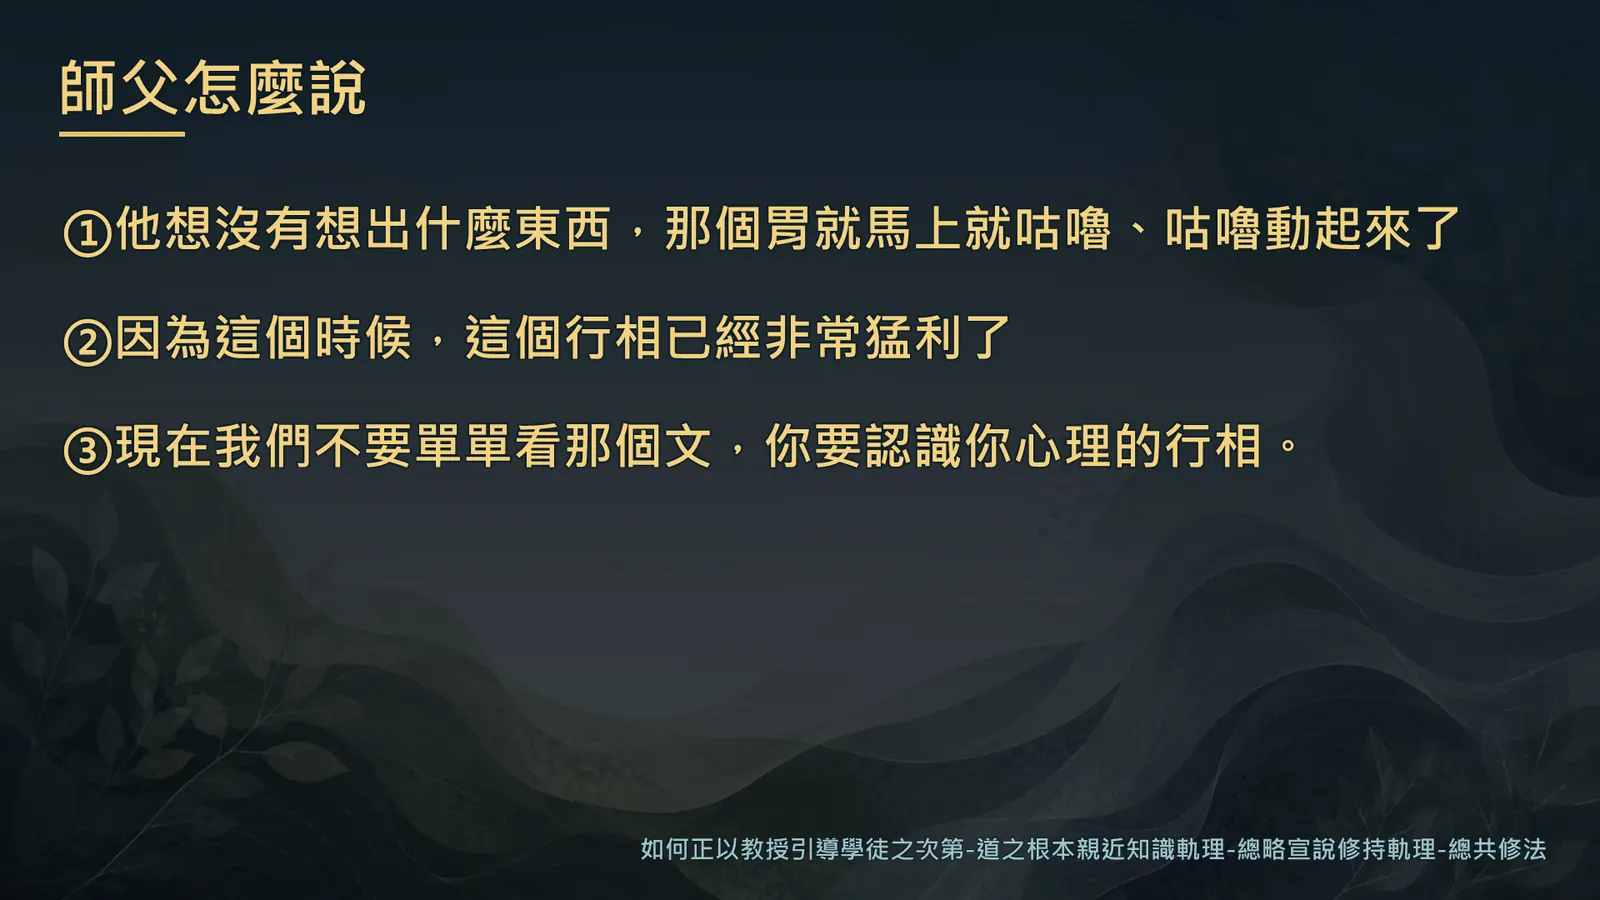 師父怎麼說
①他想沒有想出什麼東西，那個胃就馬上就咕嚕、咕嚕動起來了
②因為這個時候，這個行相已經非常猛利了
③現在我們不要單單看那個文，你要認識你心理的行相。
如何正以教授引導學徒之次第-道之根本親近知識軌理-總略宣說修持軌理-總共修法